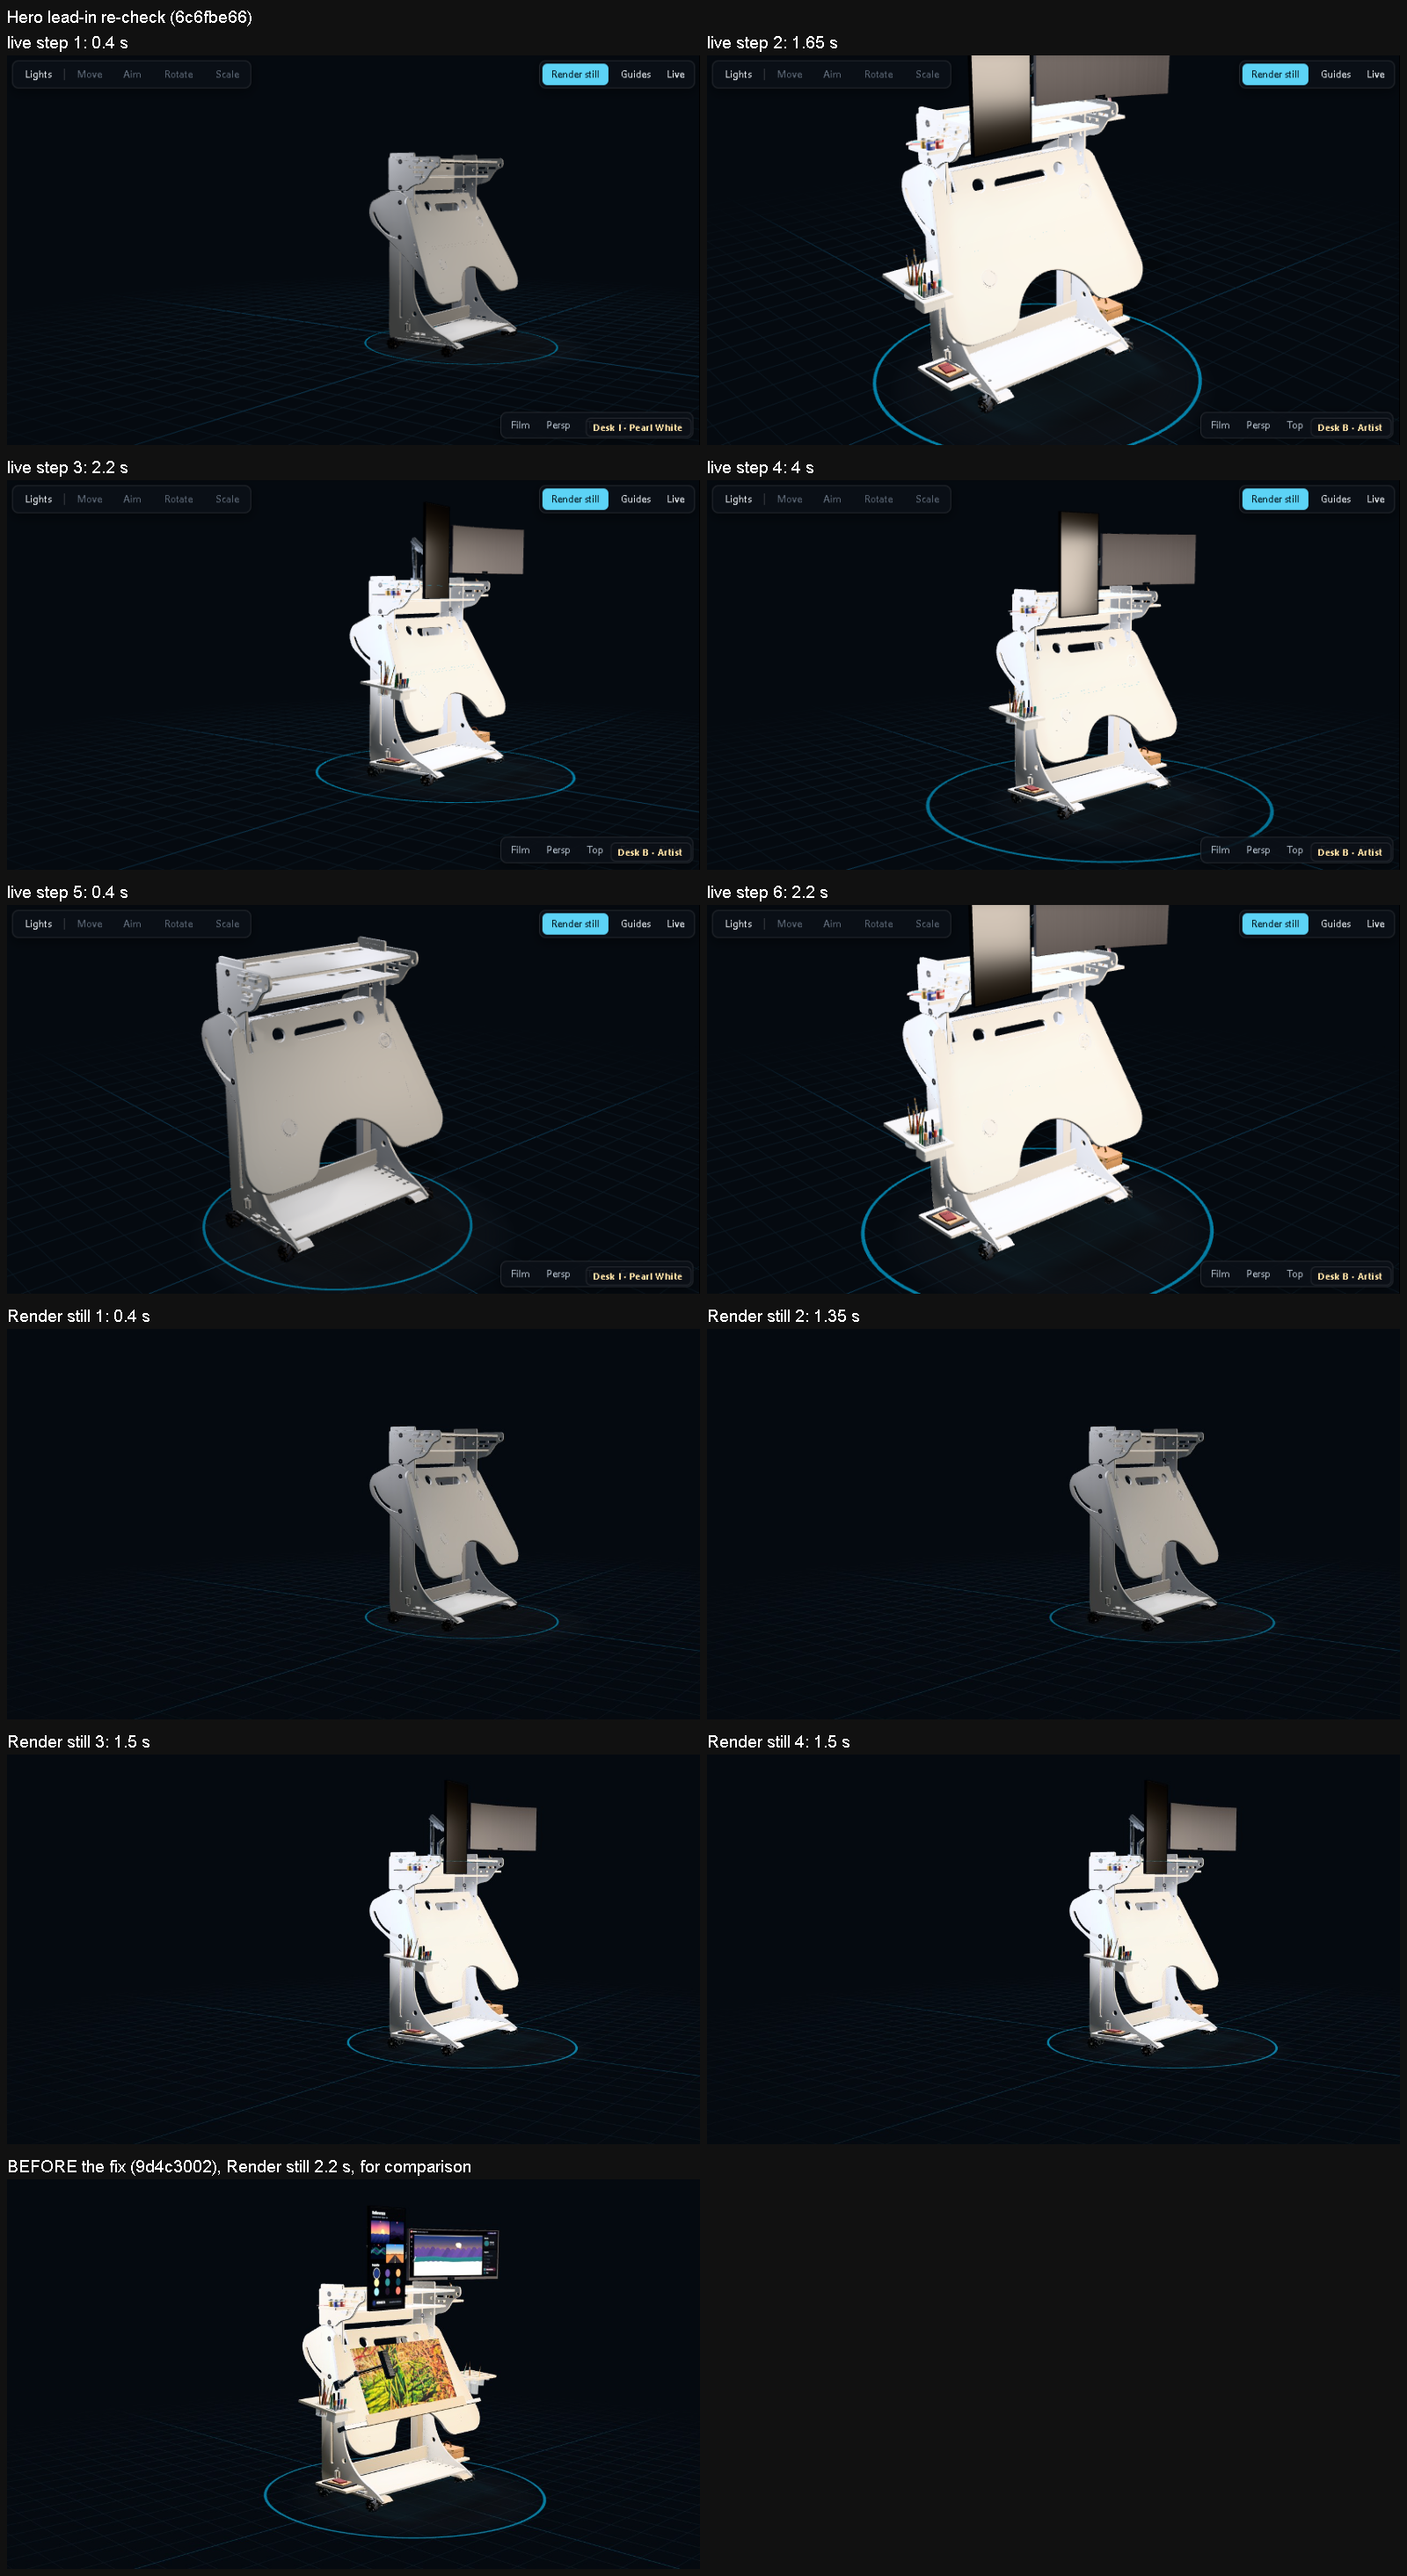 Hero lead-in re-check (6c6fbe66)
live step 1: 0.4 s
Lights Move Aim Rotate Scale
Render still Guides Live
Film Persp Desk I - Pearl White
live step 2: 1.65 s
Lights Move Aim Rotate Scale
Render still Guides Live
Film Persp Top Desk B - Artist
live step 3: 2.2 s
Lights Move Aim Rotate Scale
Render still Guides Live
Film Persp Top Desk B - Artist
live step 4: 4 s
Lights Move Aim Rotate Scale
Render still Guides Live
Film Persp Top Desk B - Artist
live step 5: 0.4 s
Lights Move Aim Rotate Scale
Render still Guides Live
Film Persp Desk I - Pearl White
live step 6: 2.2 s
Lights Move Aim Rotate Scale
Render still Guides Live
Film Persp Top Desk B - Artist
Render still 1: 0.4 s
Render still 2: 1.35 s
Render still 3: 1.5 s
Render still 4: 1.5 s
BEFORE the fix (9d4c3002), Render still 2.2 s, for comparison